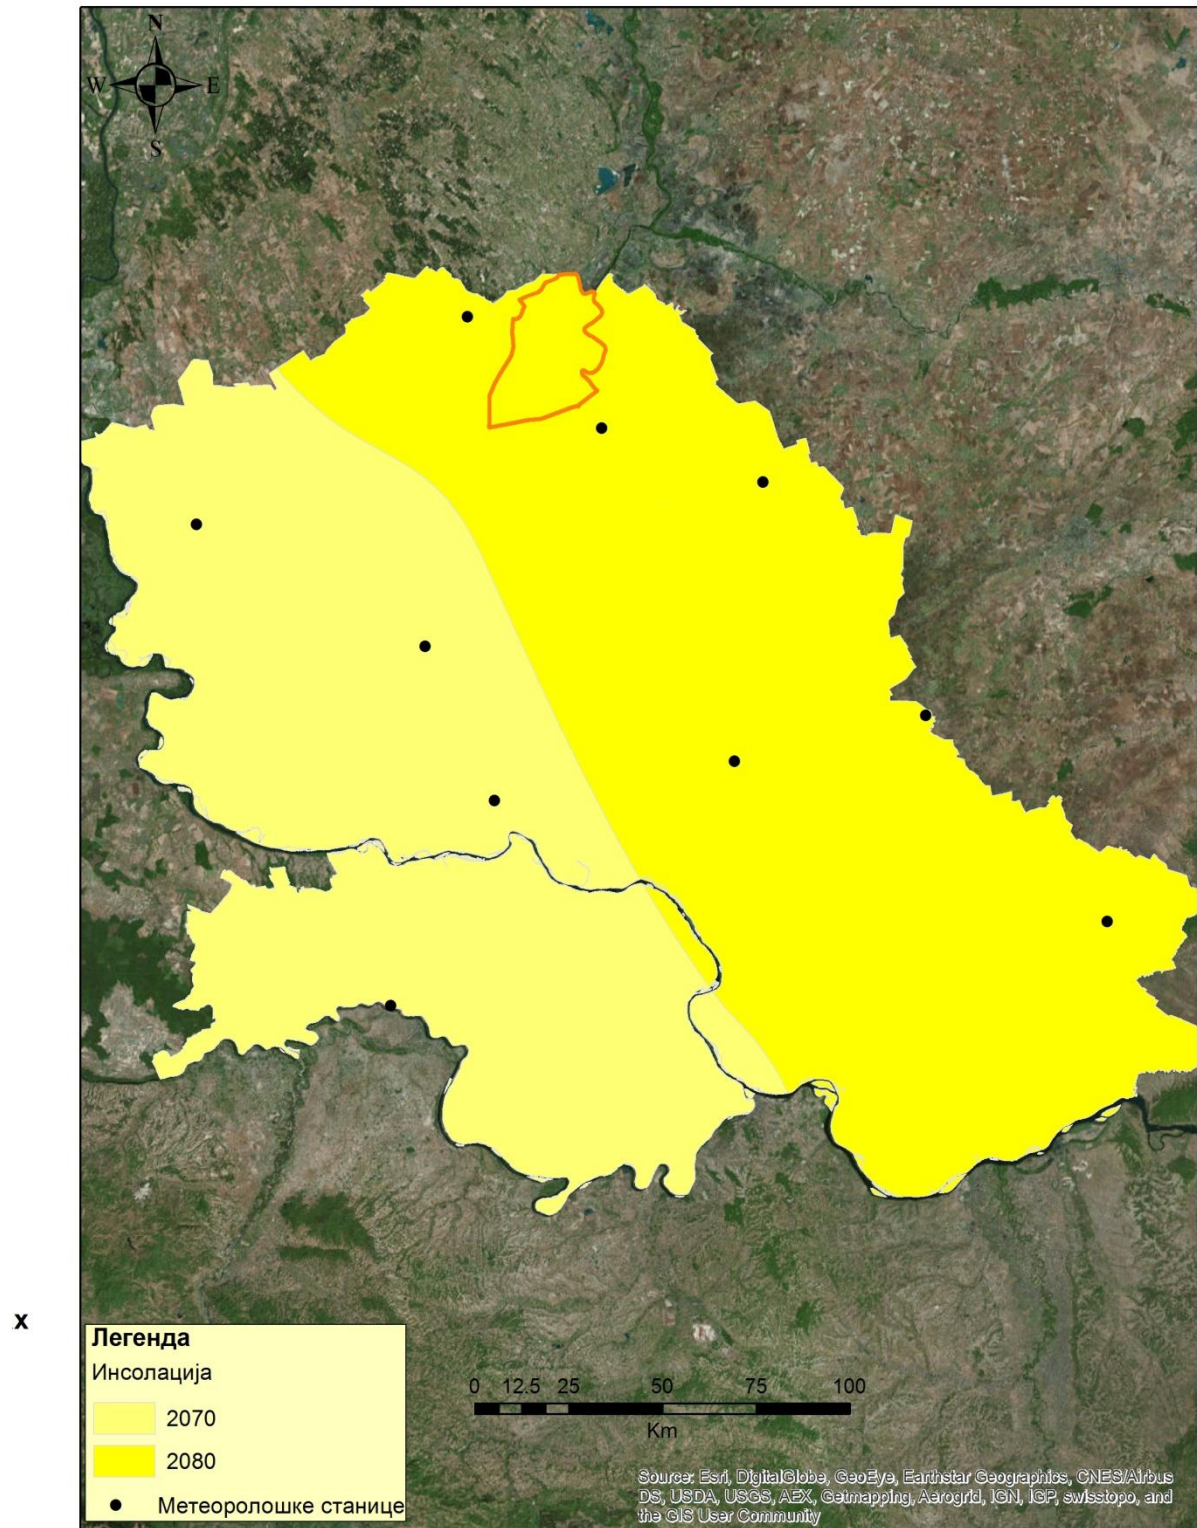 N
W E
S
x
Легенда
Инсолација
2070
2080
Метеоролошке станице
0 12.5 25 50 75 100
Km
Source: Esri, DigitalGlobe, GeoEye, Earthstar Geographics, CNES/Airbus
DS, USDA, USGS, AEX, Getmapping, Aerogrid, IGN, IGP, swisstopo, and
the GIS User Community